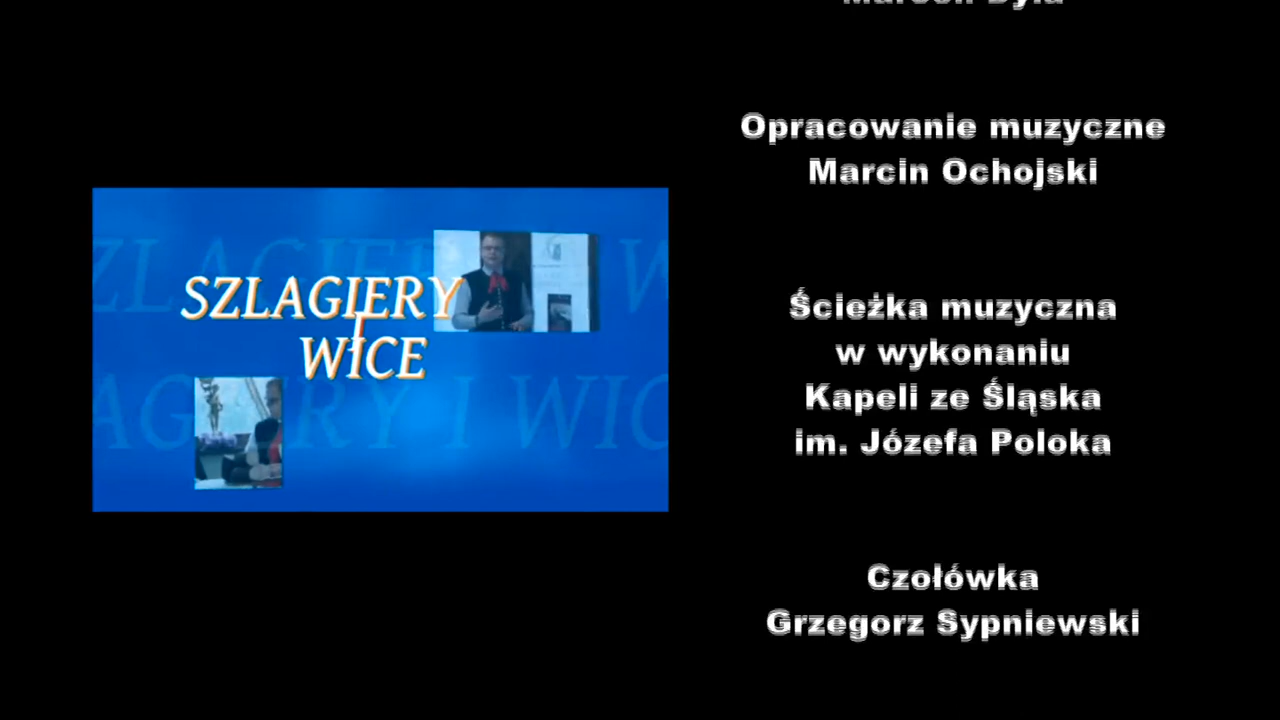 SZLAGIERY
I
WICE
Opracowanie muzyczne
Marcin Ochojski
Ścieżka muzyczna
w wykonaniu
Kapeli ze Śląska
im. Józefa Poloka
Czołówka
Grzegorz Sypniewski